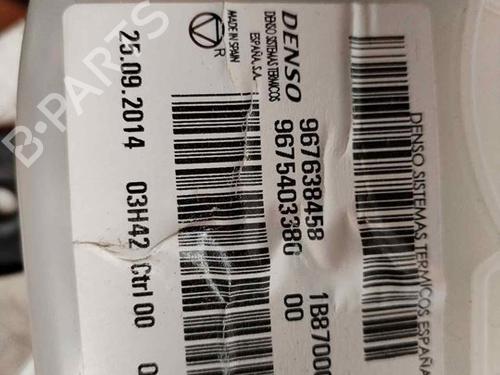 DENSO
DENSO SISTEMAS TERMICOS
ESPAÑA, S.A.
MADE IN SPAIN
R
967638458
9675403380
1B8700
00
25.09.2014 03H42 Ctrl 00
DENSO SISTEMAS TERMICOS ESPAÑA
B-PARTS